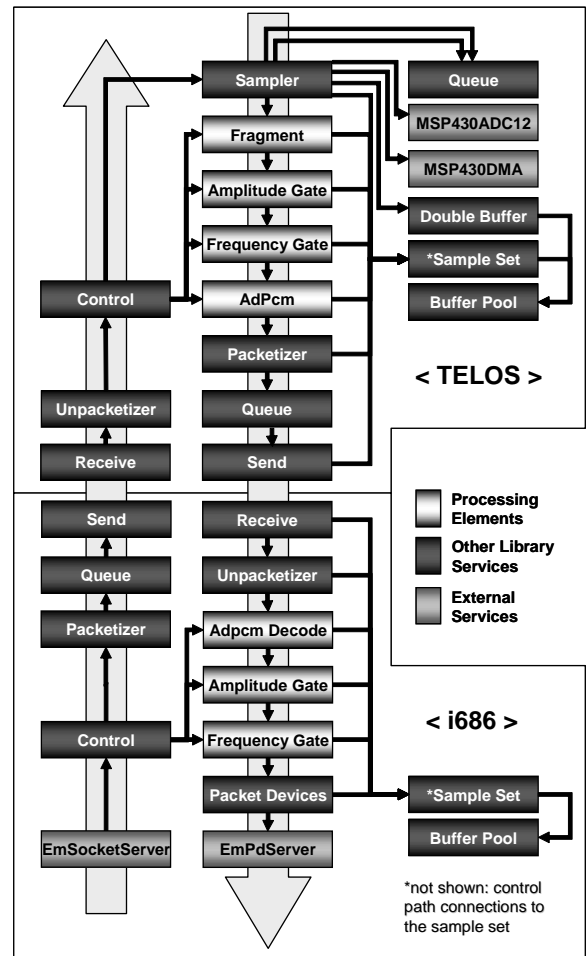 Sampler
Queue
Fragment
MSP430ADC12
Amplitude Gate
MSP430DMA
Double Buffer
Frequency Gate
*Sample Set
Control
AdPcm
Buffer Pool
Packetizer
< TELOS >
Unpacketizer
Queue
Receive
Send
Send
Receive
Processing
Elements
Queue
Unpacketizer
Other Library
Services
Packetizer
Adpcm Decode
External
Services
Amplitude Gate
Control
Frequency Gate
< i686 >
Packet Devices
*Sample Set
EmSocketServer
EmPdServer
Buffer Pool
*not shown: control
path connections to
the sample set